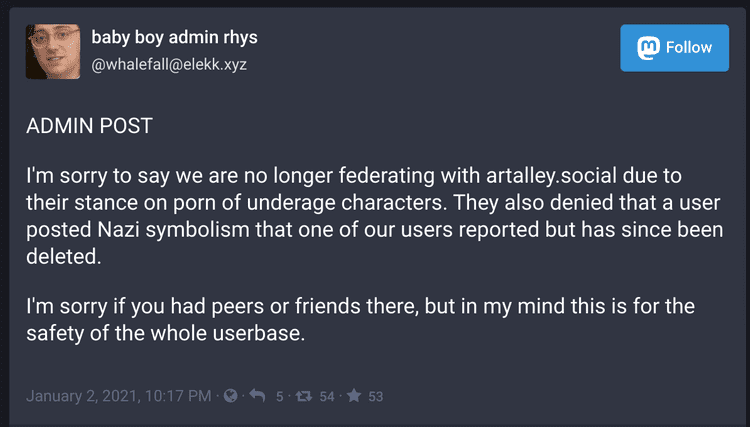 baby boy admin rhys
@whalefall@elekk.xyz
Follow
ADMIN POST
I'm sorry to say we are no longer federating with artalley.social due to
their stance on porn of underage characters. They also denied that a user
posted Nazi symbolism that one of our users reported but has since been
deleted.
I'm sorry if you had peers or friends there, but in my mind this is for the
safety of the whole userbase.
January 2, 2021, 10:17 PM · · 5 · 54 · 53